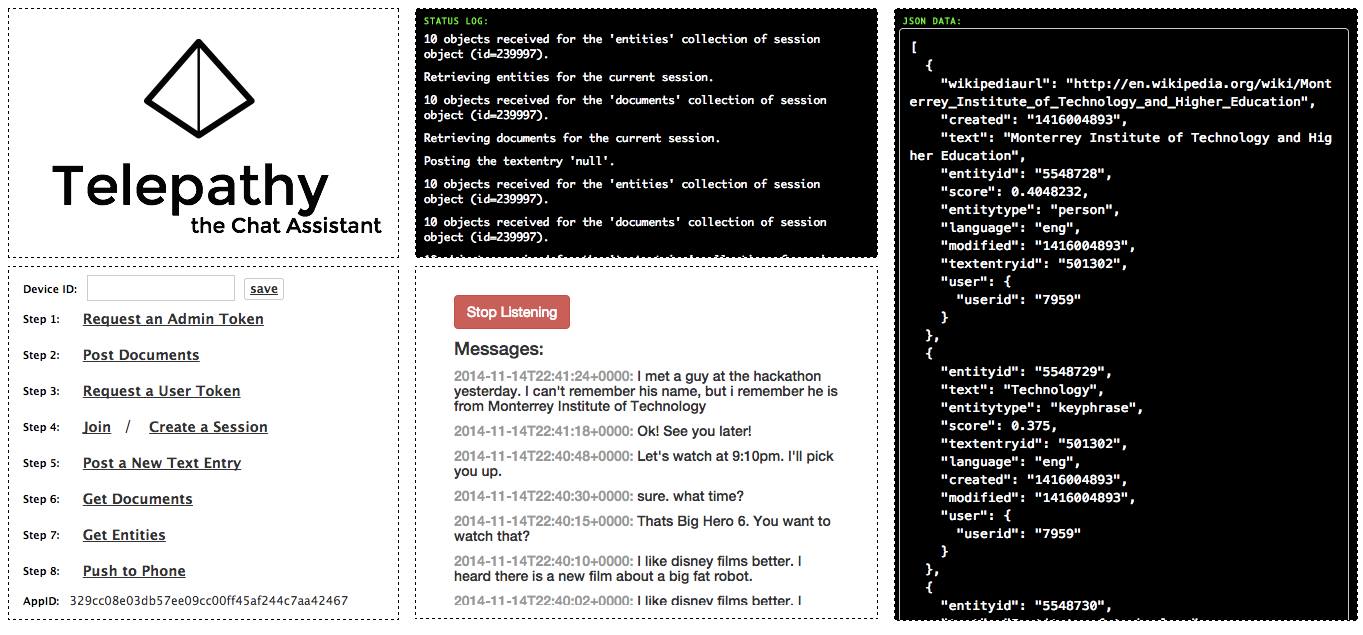 Telepathy
the Chat Assistant
STATUS LOG:
10 objects received for the 'entities' collection of session
object (id=239997).
Retrieving entities for the current session.
10 objects received for the 'documents' collection of session
object (id=239997).
Retrieving documents for the current session.
Posting the textentry 'null'.
10 objects received for the 'entities' collection of session
object (id=239997).
10 objects received for the 'documents' collection of session
object (id=239997).
Device ID: save
Step 1: Request an Admin Token
Step 2: Post Documents
Step 3: Request a User Token
Step 4: Join / Create a Session
Step 5: Post a New Text Entry
Step 6: Get Documents
Step 7: Get Entities
Step 8: Push to Phone
AppID: 329cc08e03db57ee09cc00ff45af244c7aa42467
Stop Listening
Messages:
2014-11-14T22:41:24+0000: I met a guy at the hackathon
yesterday. I can't remember his name, but i remember he is
from Monterrey Institute of Technology
2014-11-14T22:41:18+0000: Ok! See you later!
2014-11-14T22:40:48+0000: Let's watch at 9:10pm. I'll pick
you up.
2014-11-14T22:40:30+0000: sure. what time?
2014-11-14T22:40:15+0000: Thats Big Hero 6. You want to
watch that?
2014-11-14T22:40:10+0000: I like disney films better. I
heard there is a new film about a big fat robot.
2014-11-14T22:40:02+0000: I like disney films better. I
JSON DATA:
[
{
"wikipediaurl": "http://en.wikipedia.org/wiki/Mont
errey_Institute_of_Technology_and_Higher_Education",
"created": "1416004893",
"text": "Monterrey Institute of Technology and Hig
her Education",
"entityid": "5548728",
"score": 0.4048232,
"entitytype": "person",
"language": "eng",
"modified": "1416004893",
"textentryid": "501302",
"user": {
"userid": "7959"
}
},
{
"entityid": "5548729",
"text": "Technology",
"entitytype": "keyphrase",
"score": 0.375,
"textentryid": "501302",
"language": "eng",
"created": "1416004893",
"modified": "1416004893",
"user": {
"userid": "7959"
}
},
{
"entityid": "5548730",